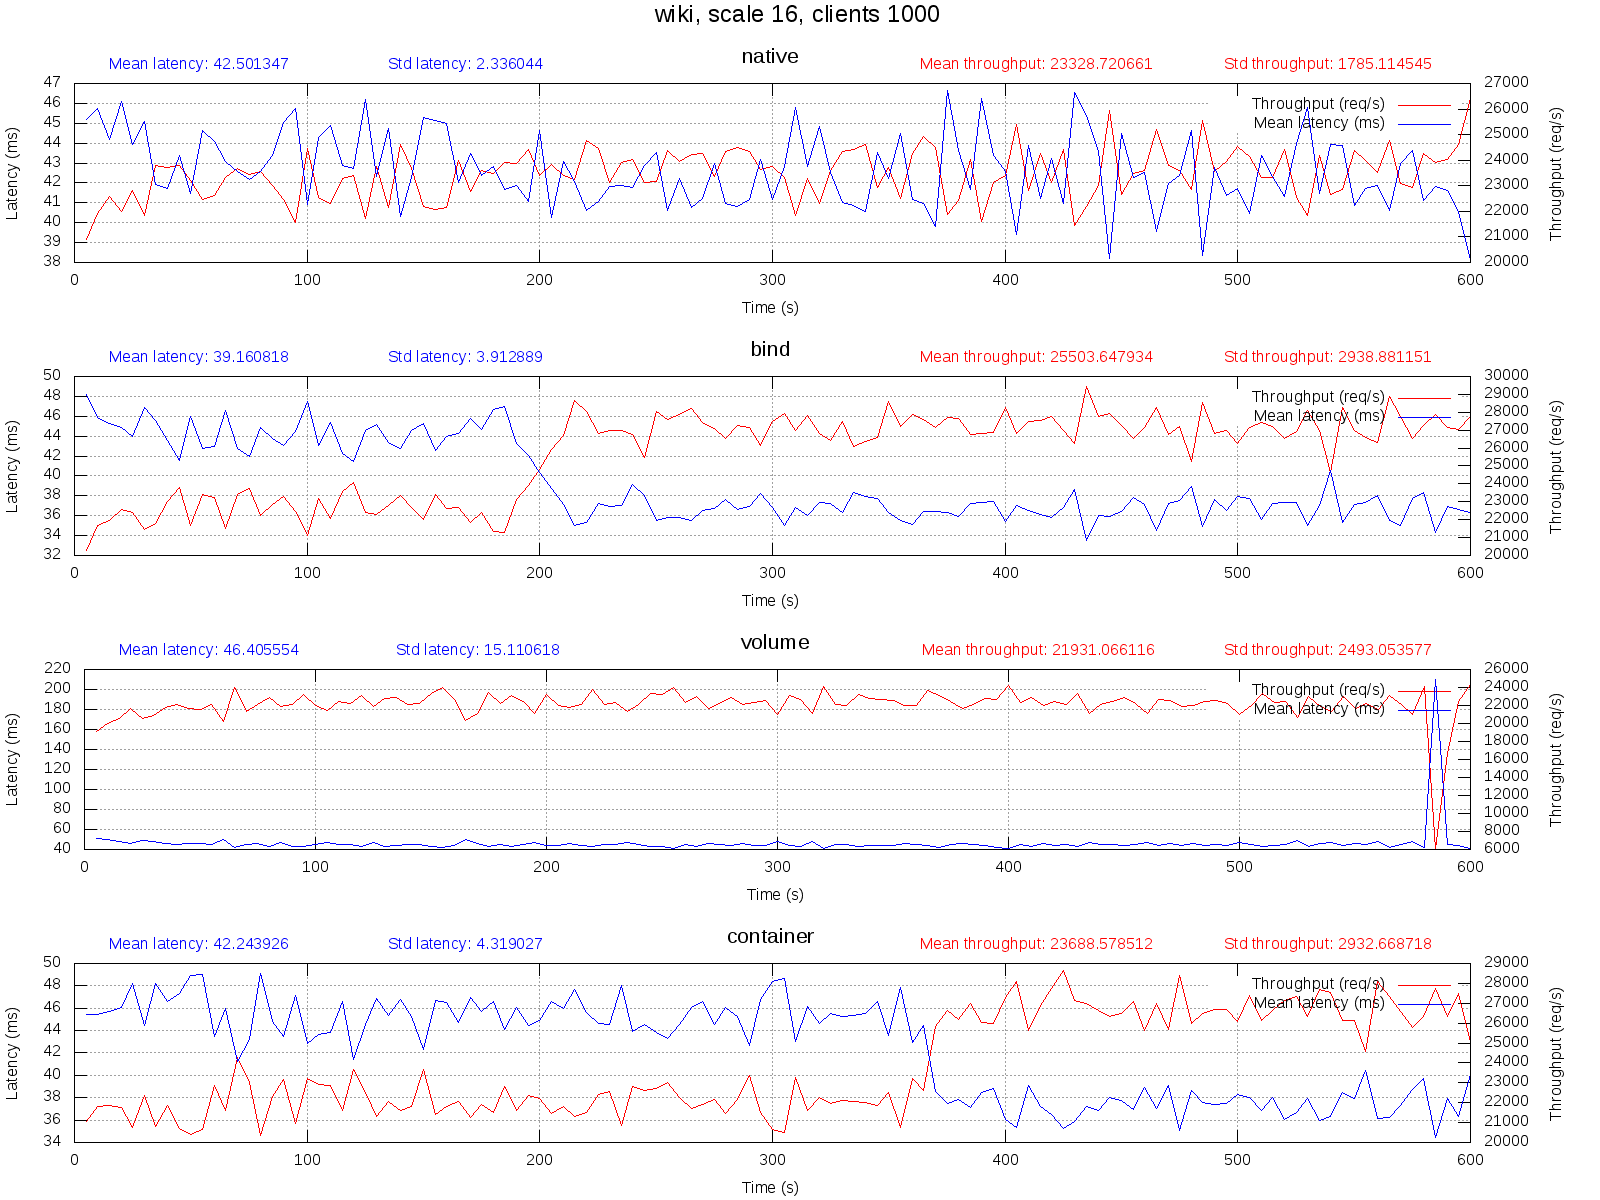 wiki, scale 16, clients 1000
native
Mean latency: 42.501347 Std latency: 2.336044 Mean throughput: 23328.720661 Std throughput: 1785.114545
Throughput (req/s)
Mean latency (ms)
Latency (ms)
47
46
45
44
43
42
41
40
39
38
27000
26000
25000
24000
23000
22000
21000
20000
Throughput (req/s)
0 100 200 300 400 500 600
Time (s)
bind
Mean latency: 39.160818 Std latency: 3.912889 Mean throughput: 25503.647934 Std throughput: 2938.881151
Throughput (req/s)
Mean latency (ms)
Latency (ms)
50
48
46
44
42
40
38
36
34
32
30000
29000
28000
27000
26000
25000
24000
23000
22000
21000
20000
Throughput (req/s)
0 100 200 300 400 500 600
Time (s)
volume
Mean latency: 46.405554 Std latency: 15.110618 Mean throughput: 21931.066116 Std throughput: 2493.053577
Throughput (req/s)
Mean latency (ms)
Latency (ms)
220
200
180
160
140
120
100
80
60
40
26000
24000
22000
20000
18000
16000
14000
12000
10000
8000
6000
Throughput (req/s)
0 100 200 300 400 500 600
Time (s)
container
Mean latency: 42.243926 Std latency: 4.319027 Mean throughput: 23688.578512 Std throughput: 2932.668718
Throughput (req/s)
Mean latency (ms)
Latency (ms)
50
48
46
44
42
40
38
36
34
29000
28000
27000
26000
25000
24000
23000
22000
21000
20000
Throughput (req/s)
0 100 200 300 400 500 600
Time (s)